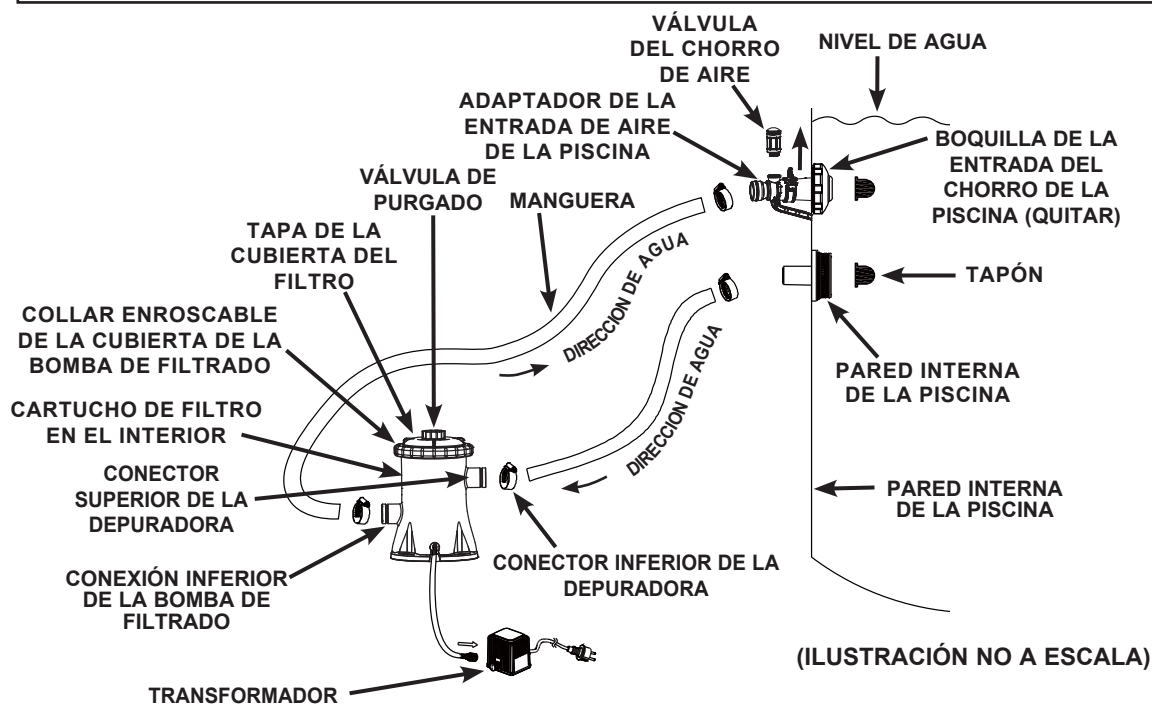 VÁLVULA
DEL CHORRO
DE AIRE
NIVEL DE AGUA
ADAPTADOR DE LA
ENTRADA DE AIRE
DE LA PISCINA
BOQUILLA DE LA
ENTRADA DEL
CHORRO DE LA
PISCINA (QUITAR)
VÁLVULA DE
PURGADO
MANGUERA
TAPA DE LA
CUBIERTA DEL
FILTRO
DIRECCION DE AGUA
TAPÓN
COLLAR ENROSCABLE
DE LA CUBIERTA DE LA
BOMBA DE FILTRADO
DIRECCION DE AGUA
PARED INTERNA
DE LA PISCINA
CARTUCHO DE FILTRO
EN EL INTERIOR
CONECTOR
SUPERIOR DE LA
DEPURADORA
PARED INTERNA
DE LA PISCINA
CONECTOR INFERIOR DE LA
DEPURADORA
CONEXIÓN INFERIOR
DE LA BOMBA DE
FILTRADO
(ILUSTRACIÓN NO A ESCALA)
TRANSFORMADOR